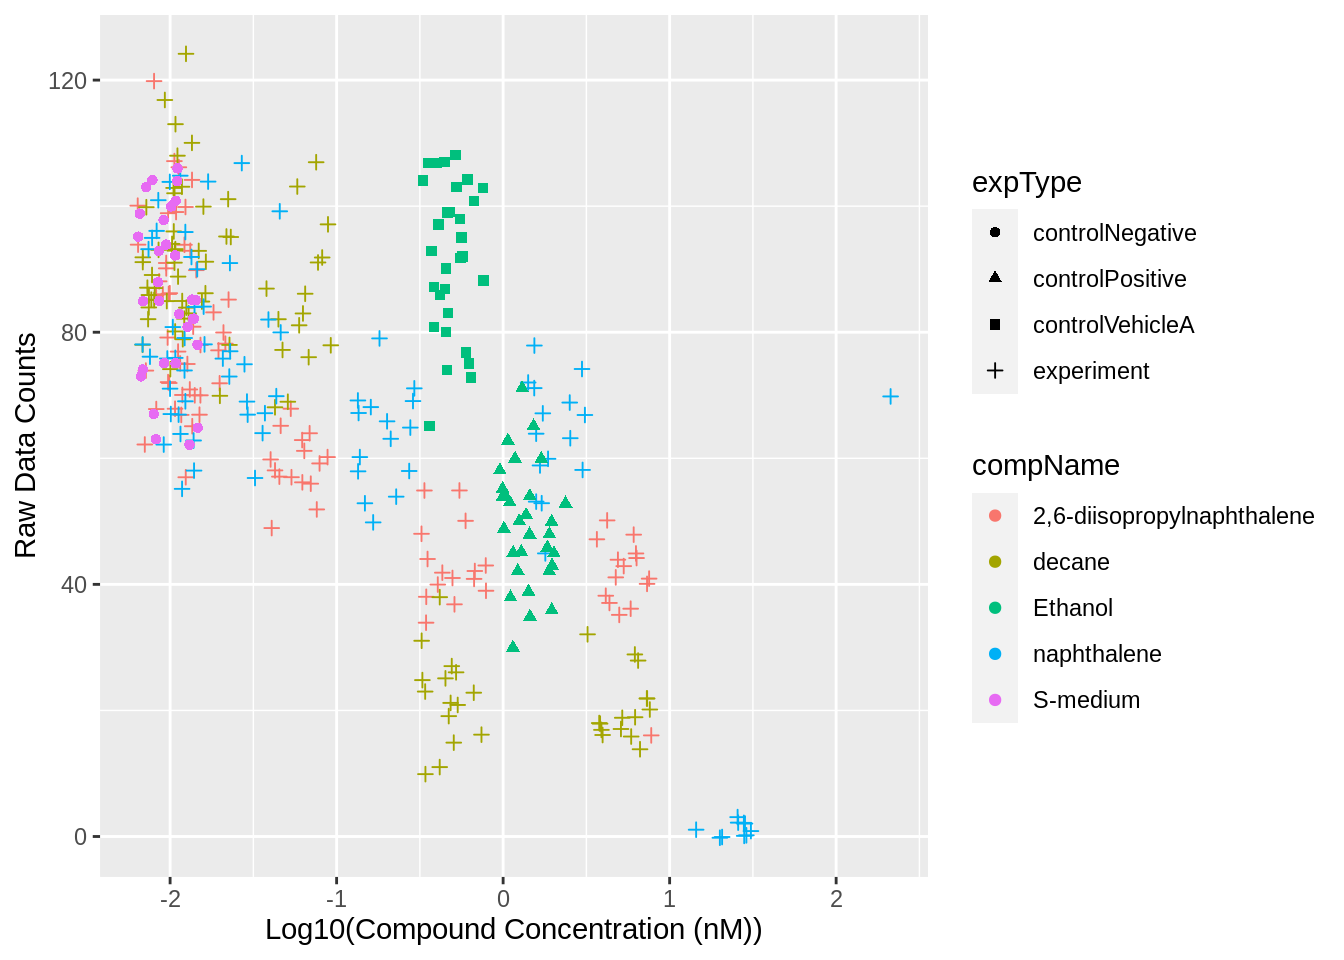 120
80
40
0
Raw Data Counts
-2 -1 0 1 2
Log10(Compound Concentration (nM))
expType
controlNegative
controlPositive
controlVehicleA
experiment
compName
2,6-diisopropylnaphthalene
decane
Ethanol
naphthalene
S-medium